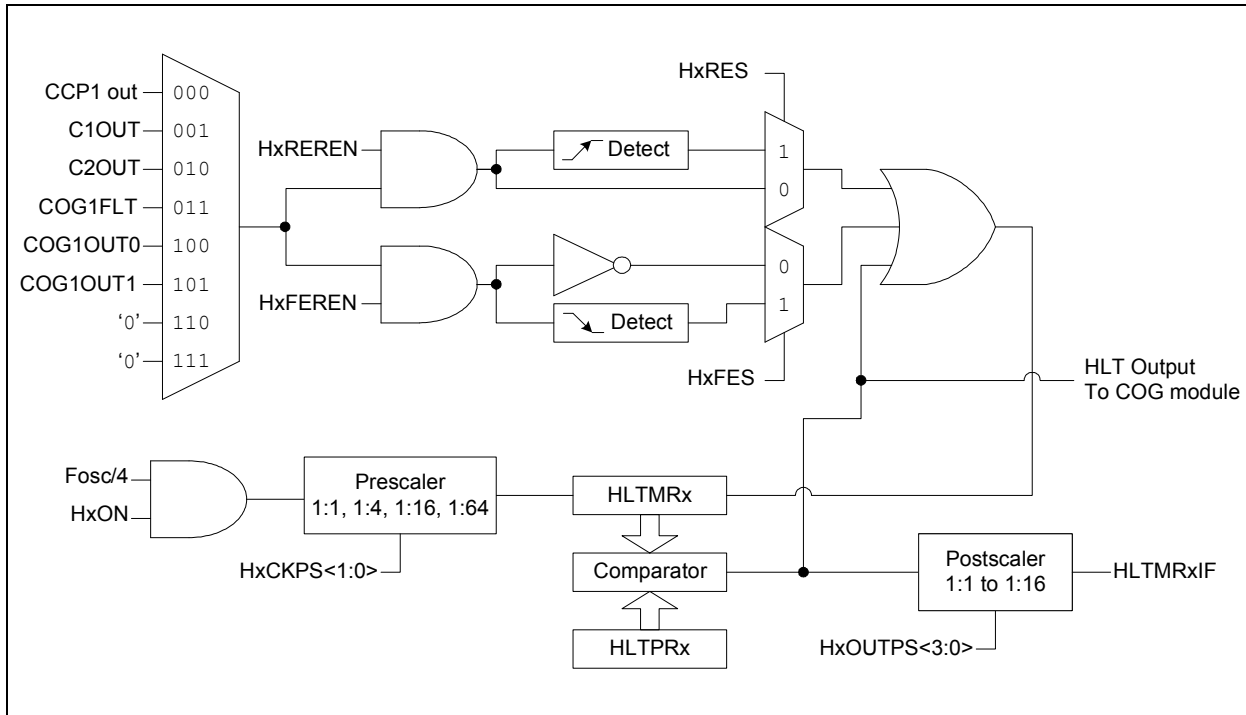 HxRES
CCP1 out
000
C1OUT
001
HxREREN
Detect
1
C2OUT
010
0
COG1FLT
011
COG1OUT0
100
0
COG1OUT1
101
HxFEREN
Detect
1
‘0’
110
‘0’
111
HxFES
HLT Output
To COG module
Fosc/4
HxON
Prescaler
1:1, 1:4, 1:16, 1:64
HxCKPS<1:0>
HLTMRx
Comparator
HLTPRx
Postscaler
1:1 to 1:16
HLTMRxIF
HxOUTPS<3:0>